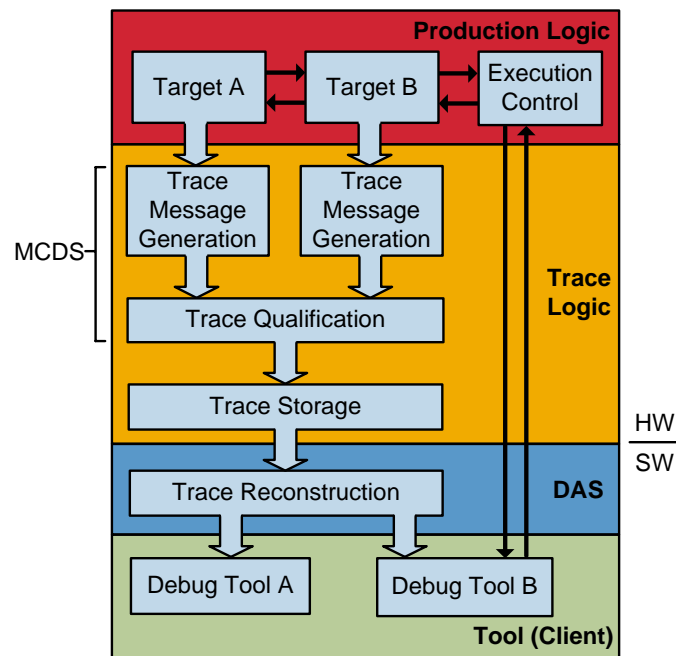 Production Logic
Target A
Target B
Execution
Control
Trace
Message
Generation
Trace
Message
Generation
MCDS
Trace
Logic
Trace Qualification
Trace Storage
HW
SW
Trace Reconstruction
DAS
Debug Tool A
Debug Tool B
Tool (Client)